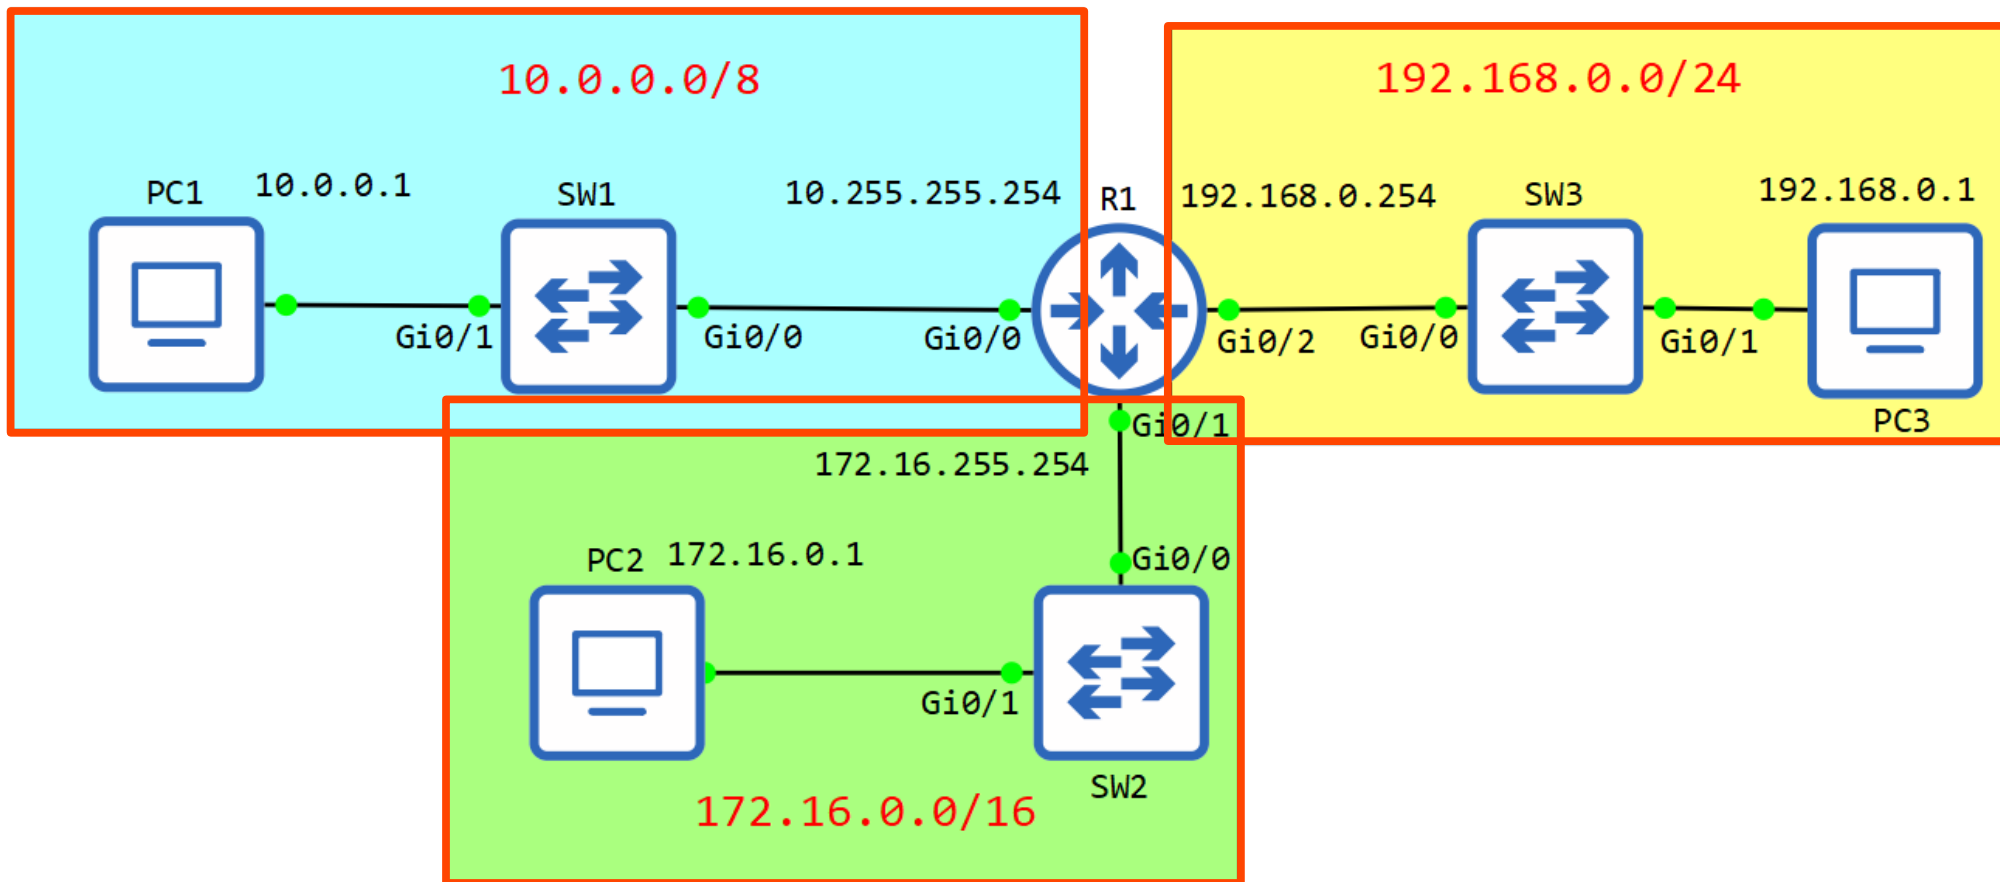 10.0.0.0/8
192.168.0.0/24
PC1
10.0.0.1
SW1
10.255.255.254
R1
192.168.0.254
SW3
192.168.0.1
Gi0/1
Gi0/0
Gi0/0
Gi0/2
Gi0/0
Gi0/1
PC3
Gi0/1
172.16.255.254
PC2
172.16.0.1
Gi0/0
Gi0/1
SW2
172.16.0.0/16